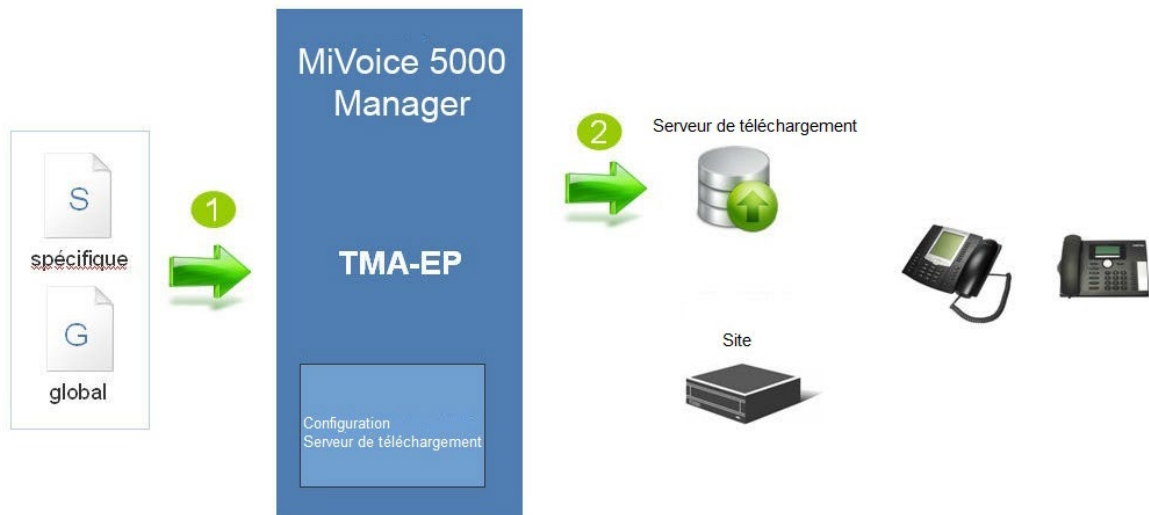 S
spécifique
G
global
1
MiVoice 5000
Manager
TMA-EP
Configuration
Serveur de téléchargement
2
Serveur de téléchargement
Site